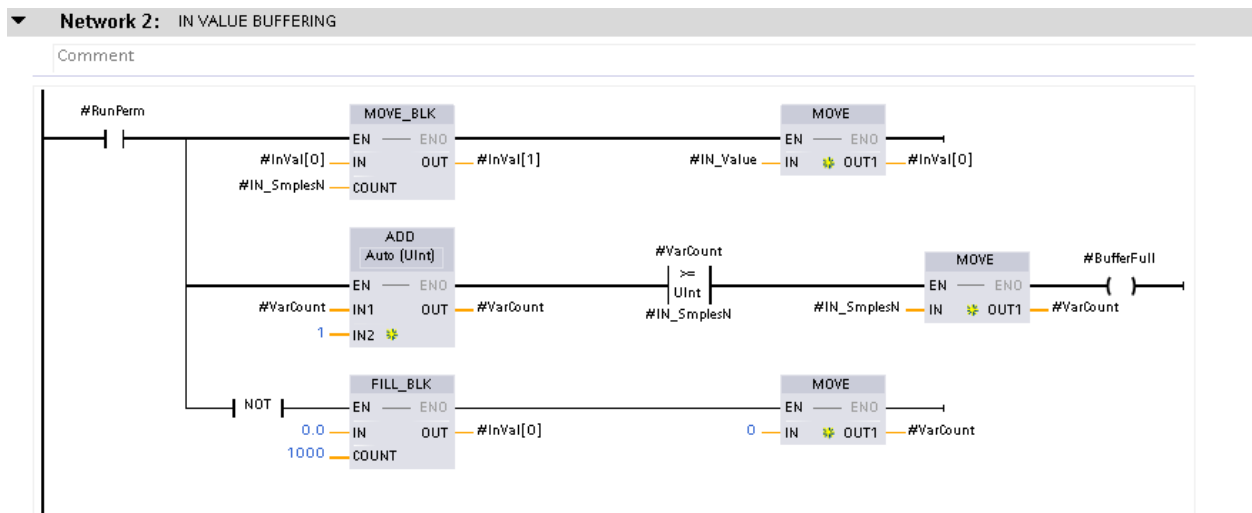 Network 2: IN VALUE BUFFERING
Comment
#RunPerm
MOVE_BLK
MOVE
EN ENO
EN ENO
#InVal[0] IN OUT #InVal[1]
#IN_Value IN OUT1 #InVal[0]
#IN_SmplesN COUNT
ADD
Auto (UInt)
#VarCount
>=
UInt
#IN_SmplesN
MOVE
#BufferFull
EN ENO
EN ENO
#VarCount IN1 OUT #VarCount
#IN_SmplesN IN OUT1 #VarCount
1 IN2
FILL_BLK
MOVE
NOT
EN ENO
EN ENO
0.0 IN OUT #InVal[0]
0 IN OUT1 #VarCount
1000 COUNT